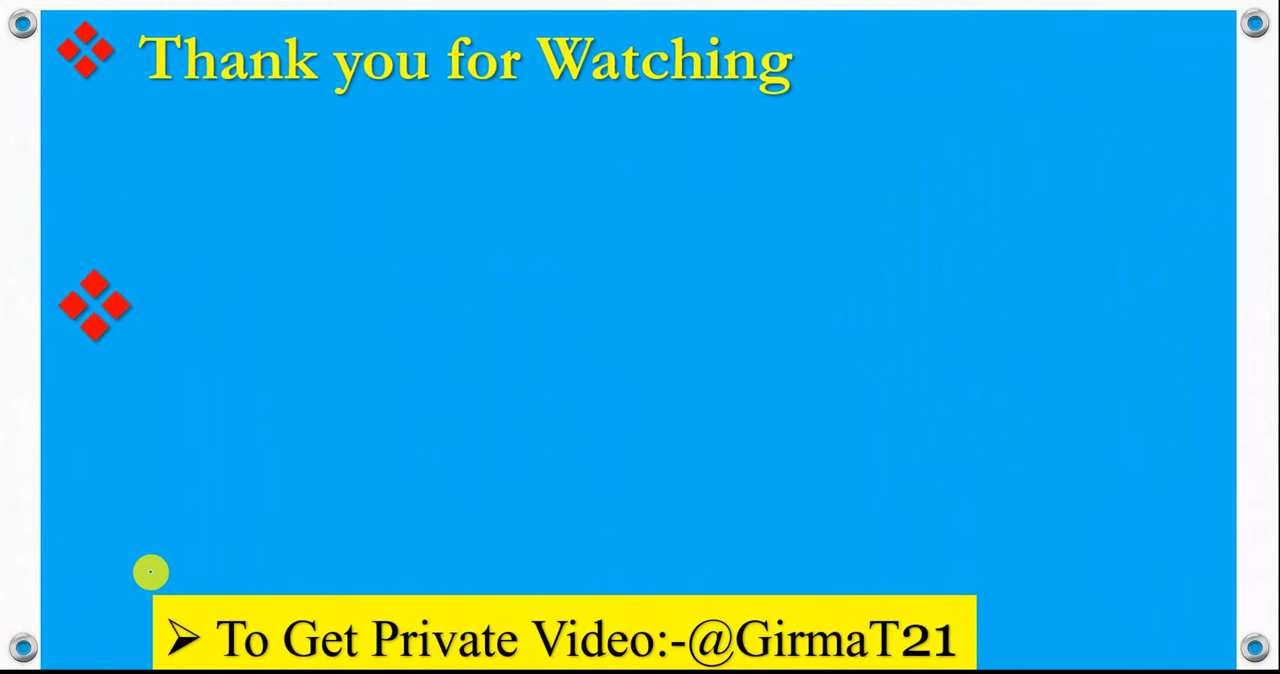 ❖ Thank you for Watching
❖
➢ To Get Private Video:-@GirmaT21